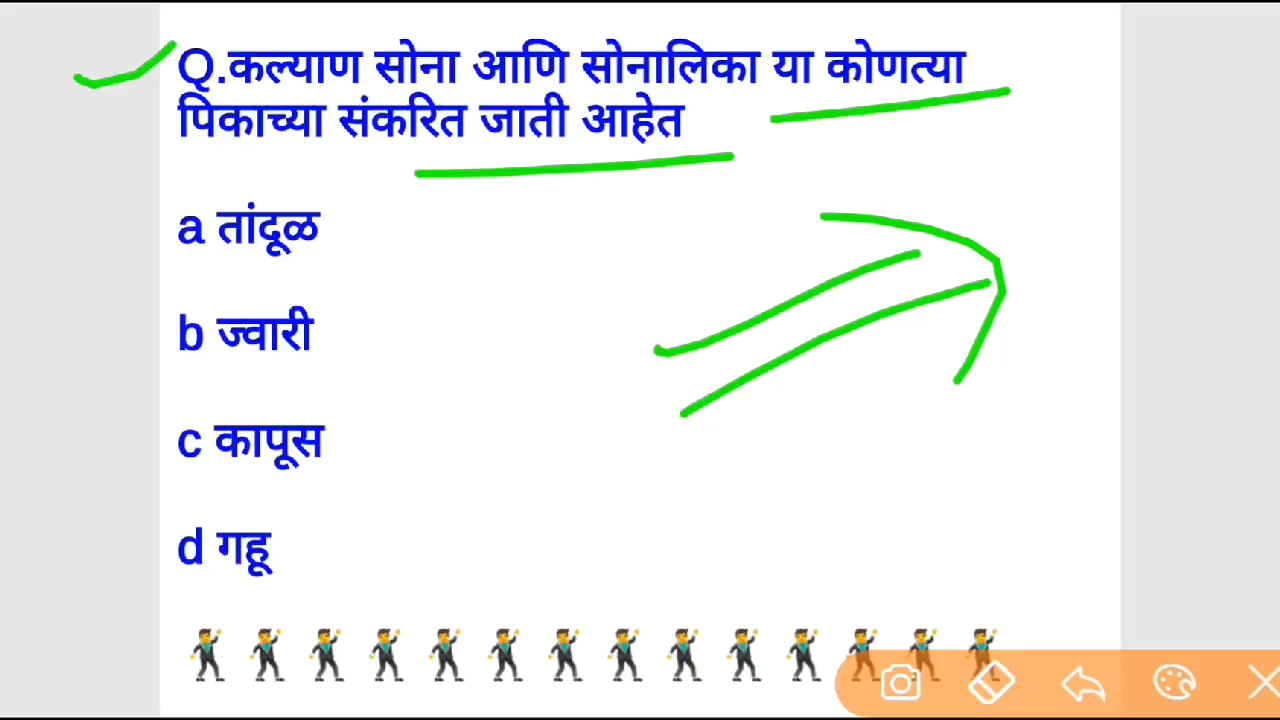 Q.कल्याण सोना आणि सोनालिका या कोणत्या
पिकाच्या संकरित जाती आहेत
a तांदूळ
b ज्वारी
c कापूस
d गहू